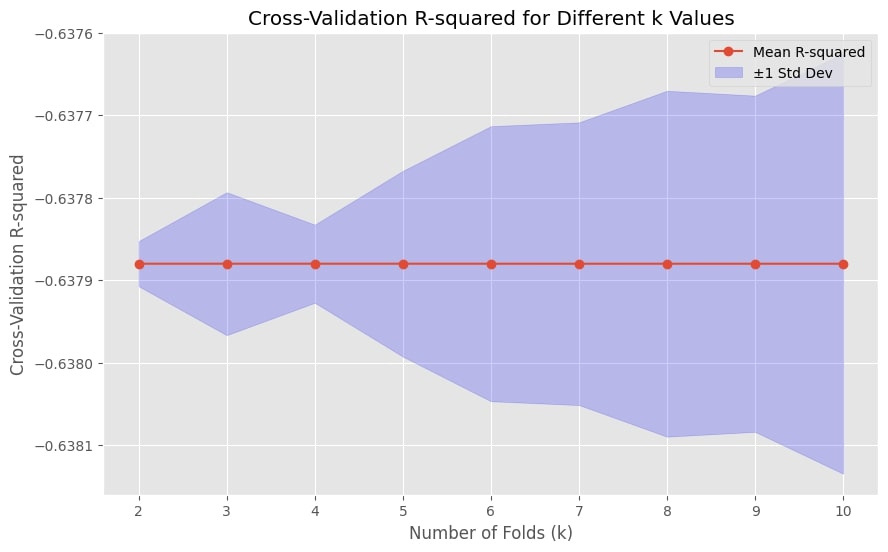 Cross-Validation R-squared for Different k Values
Mean R-squared
±1 Std Dev
Cross-Validation R-squared
−0.6376
−0.6377
−0.6378
−0.6379
−0.6380
−0.6381
2 3 4 5 6 7 8 9 10
Number of Folds (k)